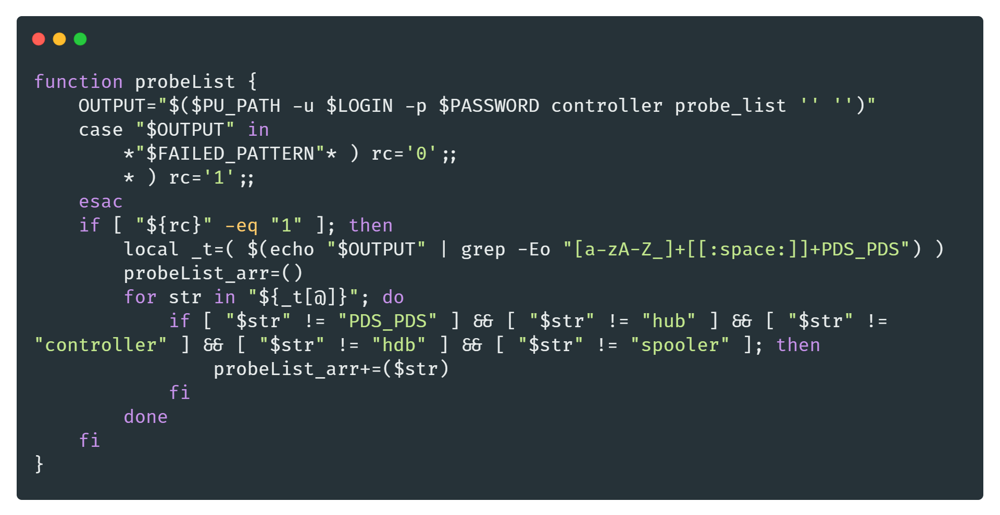 function probeList {
    OUTPUT="$($PU_PATH -u $LOGIN -p $PASSWORD controller probe_list '' '')"
    case "$OUTPUT" in
        *"$FAILED_PATTERN"* ) rc='0';;
        * ) rc='1';;
    esac
    if [ "${rc}" -eq "1" ]; then
        local _t=( $(echo "$OUTPUT" | grep -Eo "[a-zA-Z_]+[[:space:]]+PDS_PDS") )
        probeList_arr=()
        for str in "${_t[@]}"; do
            if [ "$str" != "PDS_PDS" ] && [ "$str" != "hub" ] && [ "$str" !=
"controller" ] && [ "$str" != "hdb" ] && [ "$str" != "spooler" ]; then
                probeList_arr+=($str)
            fi
        done
    fi
}